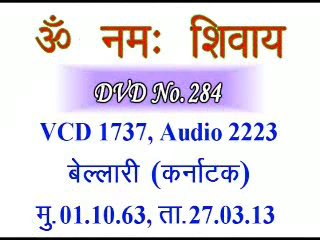 ॐ नमः शिवाय
DVD No. 284
VCD 1737, Audio 2223
बेल्लारी (कर्नाटक)
मु.01.10.63, ता.27.03.13